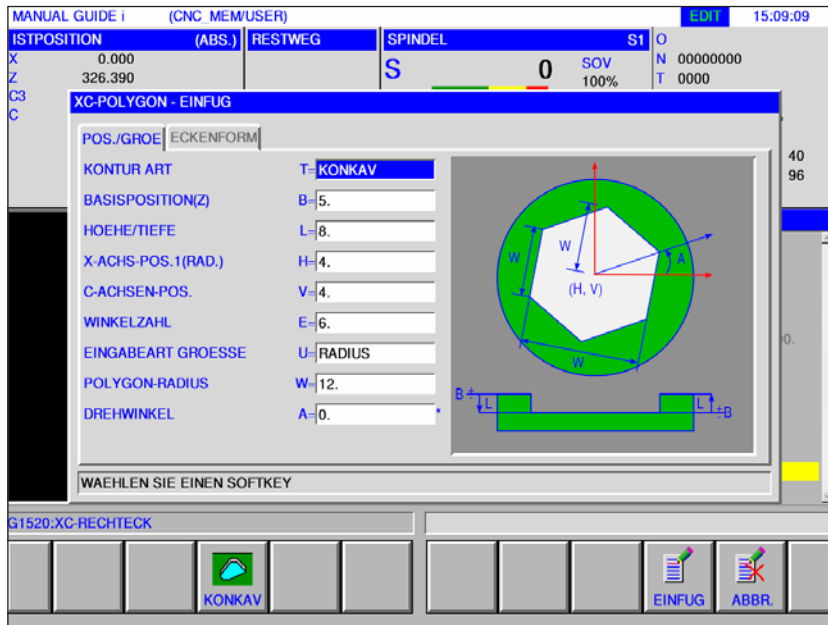 MANUAL GUIDE i (CNC_MEM/USER) EDIT 15:09:09
ISTPOSITION (ABS.) RESTWEG SPINDEL S1 O
X 0.000 N 00000000
Z 326.390 S 0 SOV 100% T 0000
C3
C
XC-POLYGON - EINFUG
POS./GROE ECKENFORM
40
96
KONTUR ART T= KONKAV
BASISPOSITION(Z) B= 5.
HOEHE/TIEFE L= 8.
X-ACHS-POS.1(RAD.) H= 4.
C-ACHSEN-POS. V= 4.
WINKELZAHL E= 6.
EINGABEART GROESSE U= RADIUS
POLYGON-RADIUS W= 12.
DREHWINKEL A= 0. *
W
W
A
(H, V)
W
B ±
L
L
±B
0.
WAEHLEN SIE EINEN SOFTKEY
G1520:XC-RECHTECK
KONKAV EINFUG ABBR.